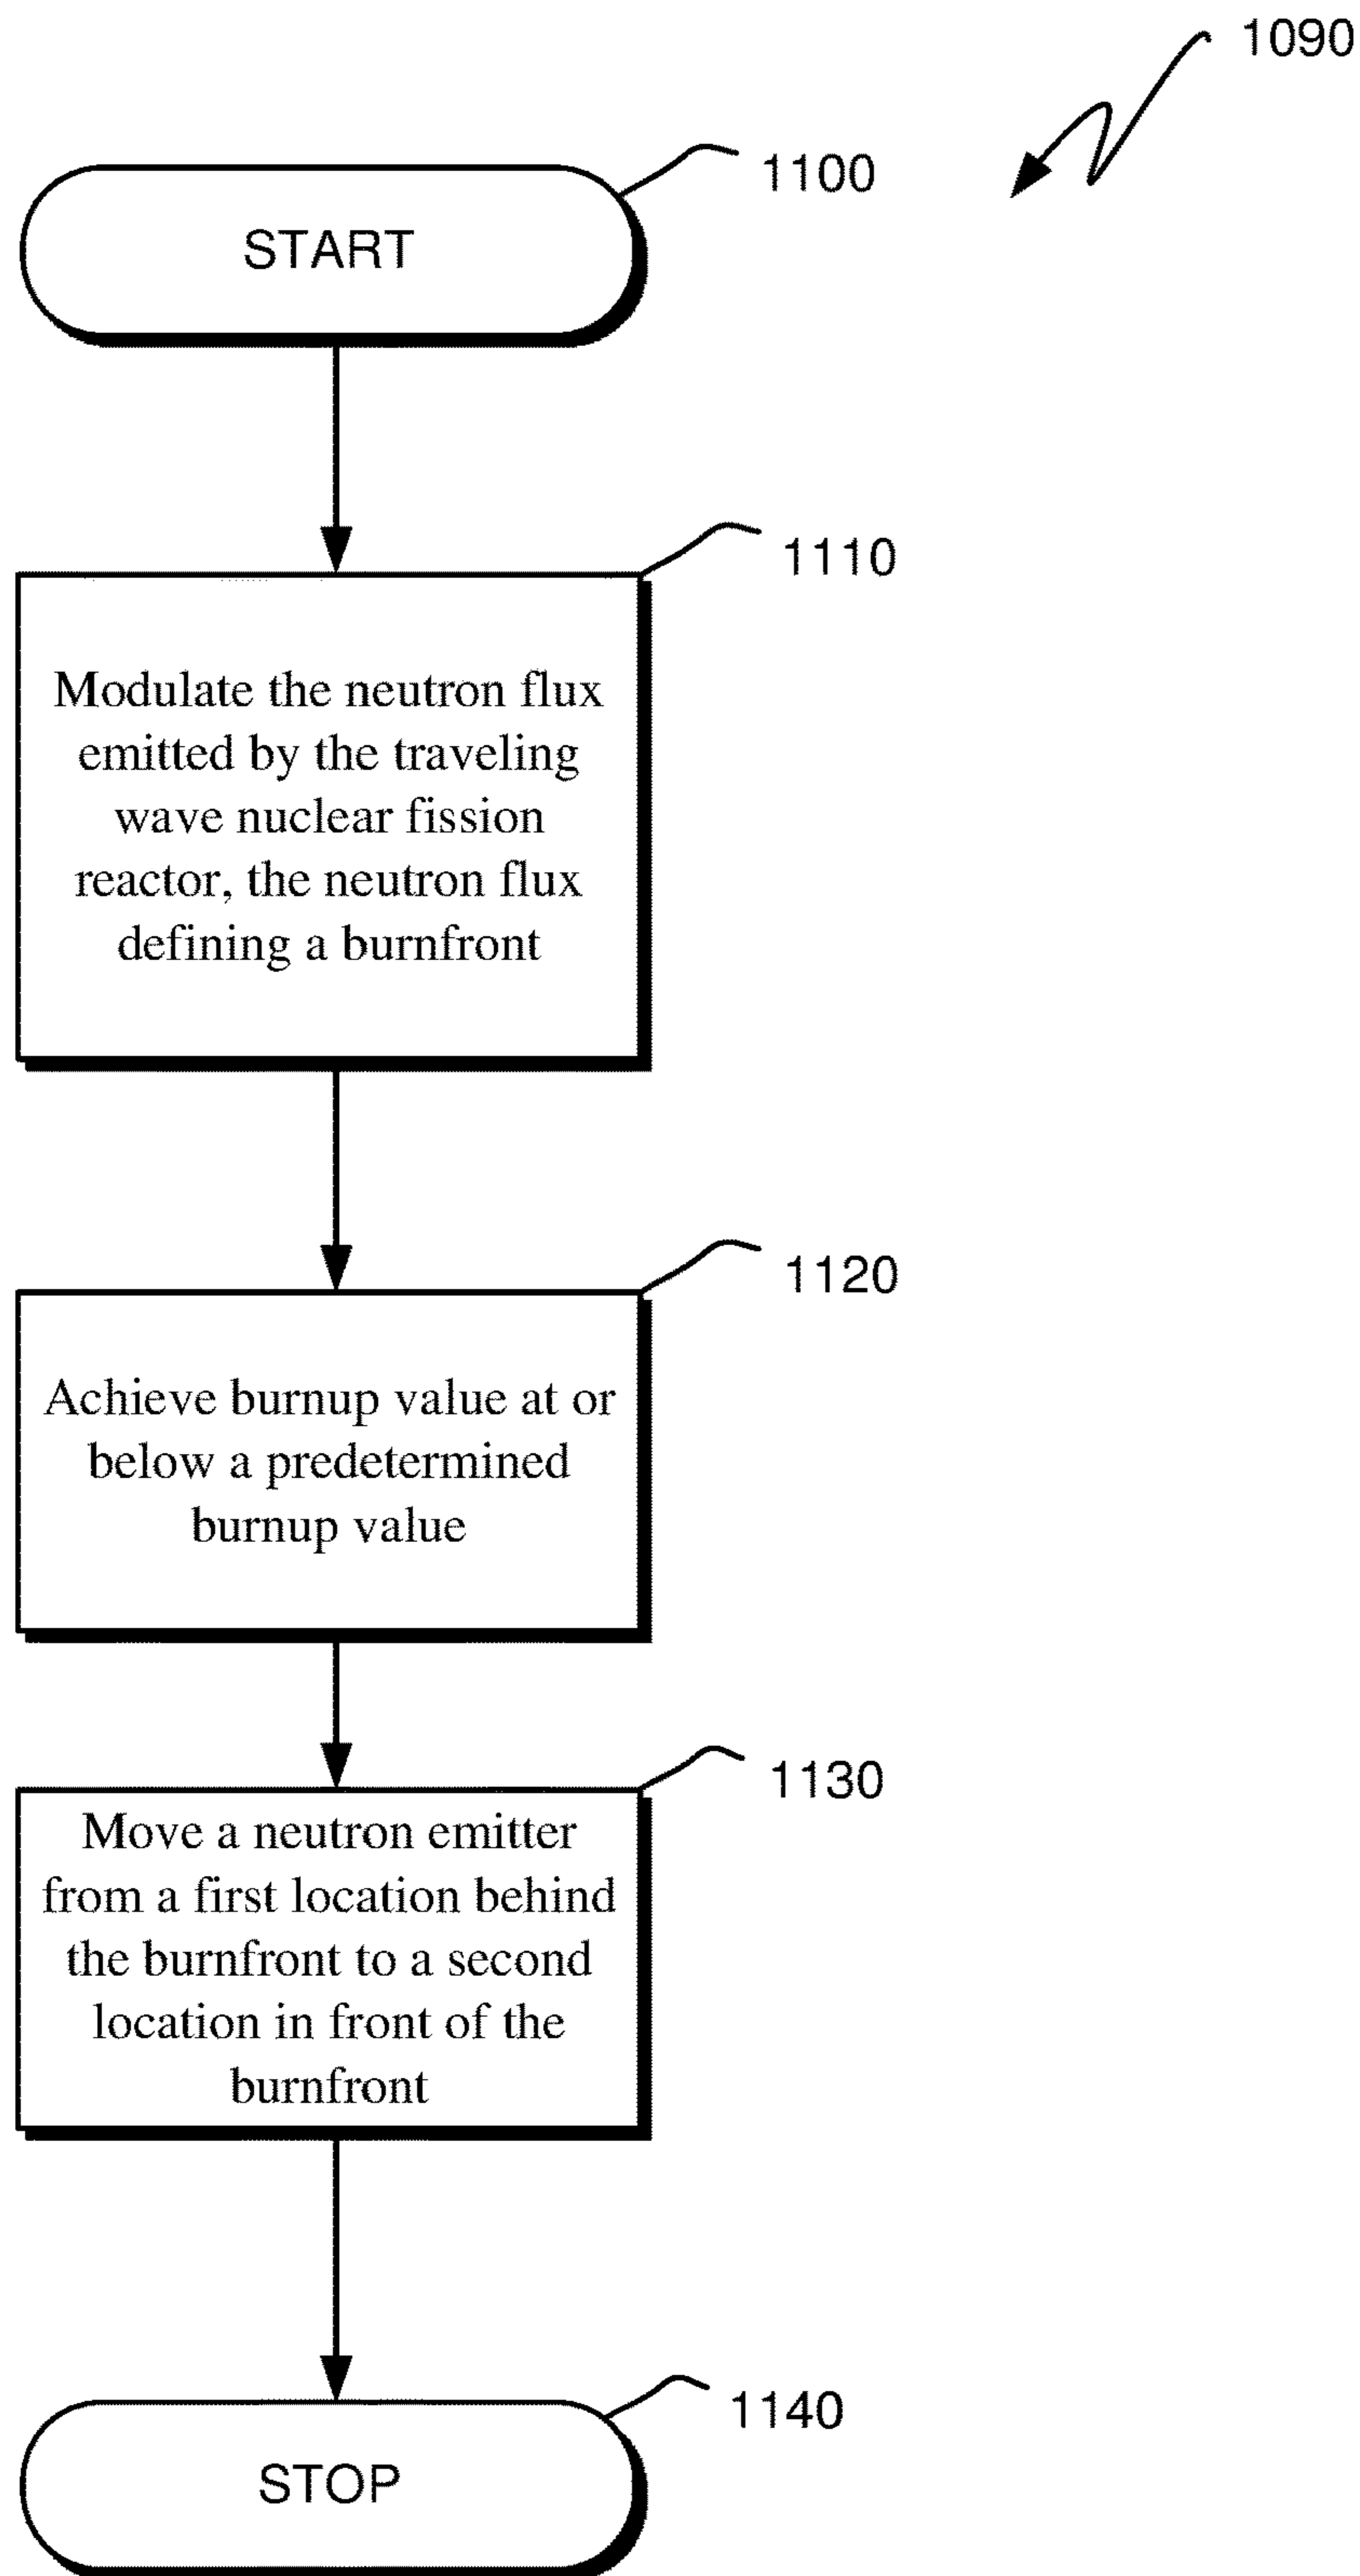 1090
1100
START
1110
Modulate the neutron flux
emitted by the traveling
wave nuclear fission
reactor, the neutron flux
defining a burnfront
1120
Achieve burnup value at or
below a predetermined
burnup value
1130
Move a neutron emitter
from a first location behind
the burnfront to a second
location in front of the
burnfront
1140
STOP